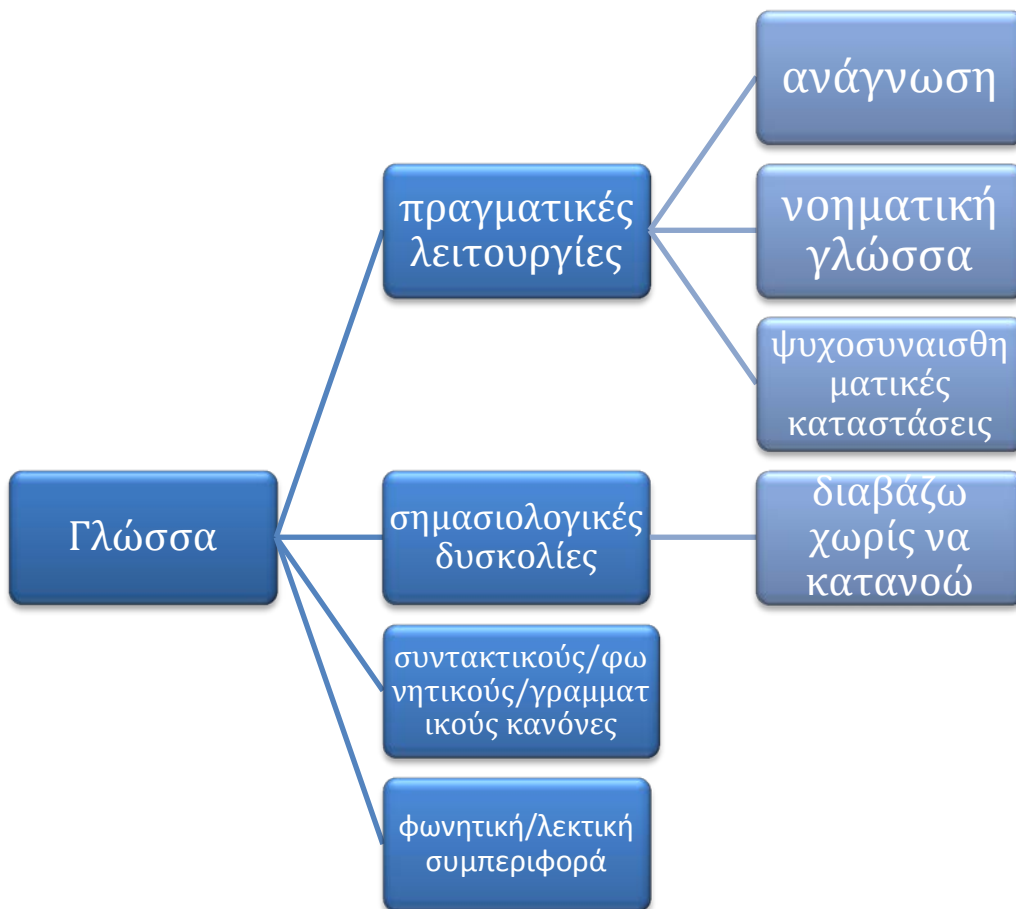 Γλώσσα
πραγματικές
λειτουργίες
ανάγνωση
νοηματική
γλώσσα
ψυχοσυναισθη
ματικές
καταστάσεις
σημασιολογικές
δυσκολίες
διαβάζω
χωρίς να
κατανοώ
συντακτικούς/φω
νητικούς/γραμματ
ικούς κανόνες
φωνητική/λεκτική
συμπεριφορά